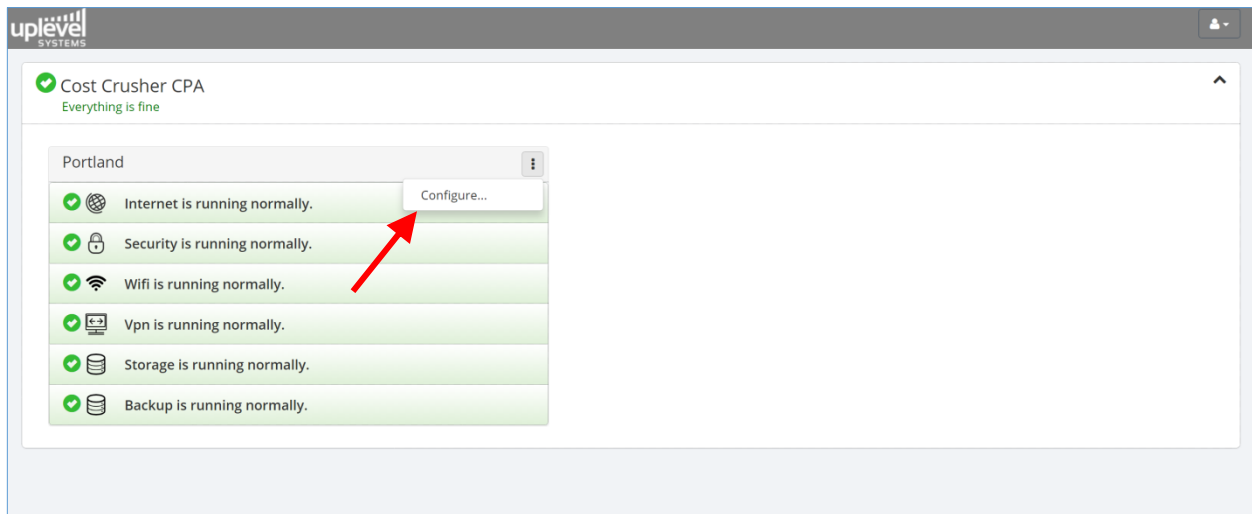 uplevel
SYSTEMS
Cost Crusher CPA
Everything is fine
Portland
Configure...
Internet is running normally.
Security is running normally.
Wifi is running normally.
Vpn is running normally.
Storage is running normally.
Backup is running normally.